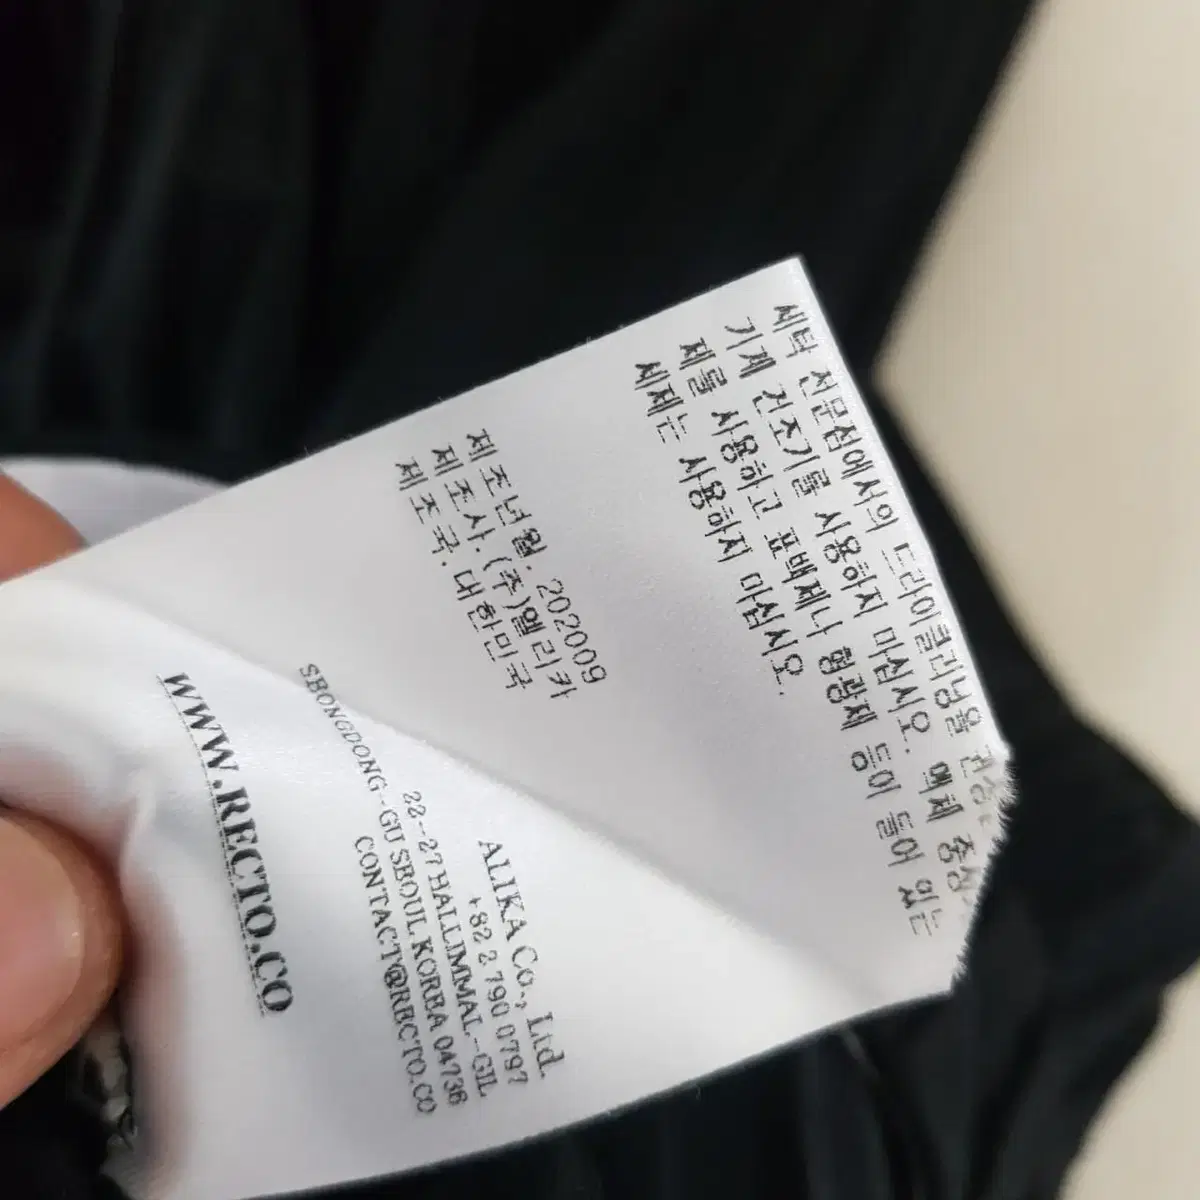 세탁 전문점에서의 드라이클리닝을
기계 건조기를 사용하지 마십시오. 액체 중성
제를 사용하고 표백제나 형광제 등이 들어 있는
세제는 사용하지 마십시오.
제조년월. 202009
제조사. (주)엘리카
제조국. 대한민국
ALIKA Co., Ltd.
+82 2 790 0797
22-27 HALLIMMAL-GIL
SEONGDONG-GU SEOUL KOREA 04736
CONTACT@RECTO.CO
WWW.RECTO.CO